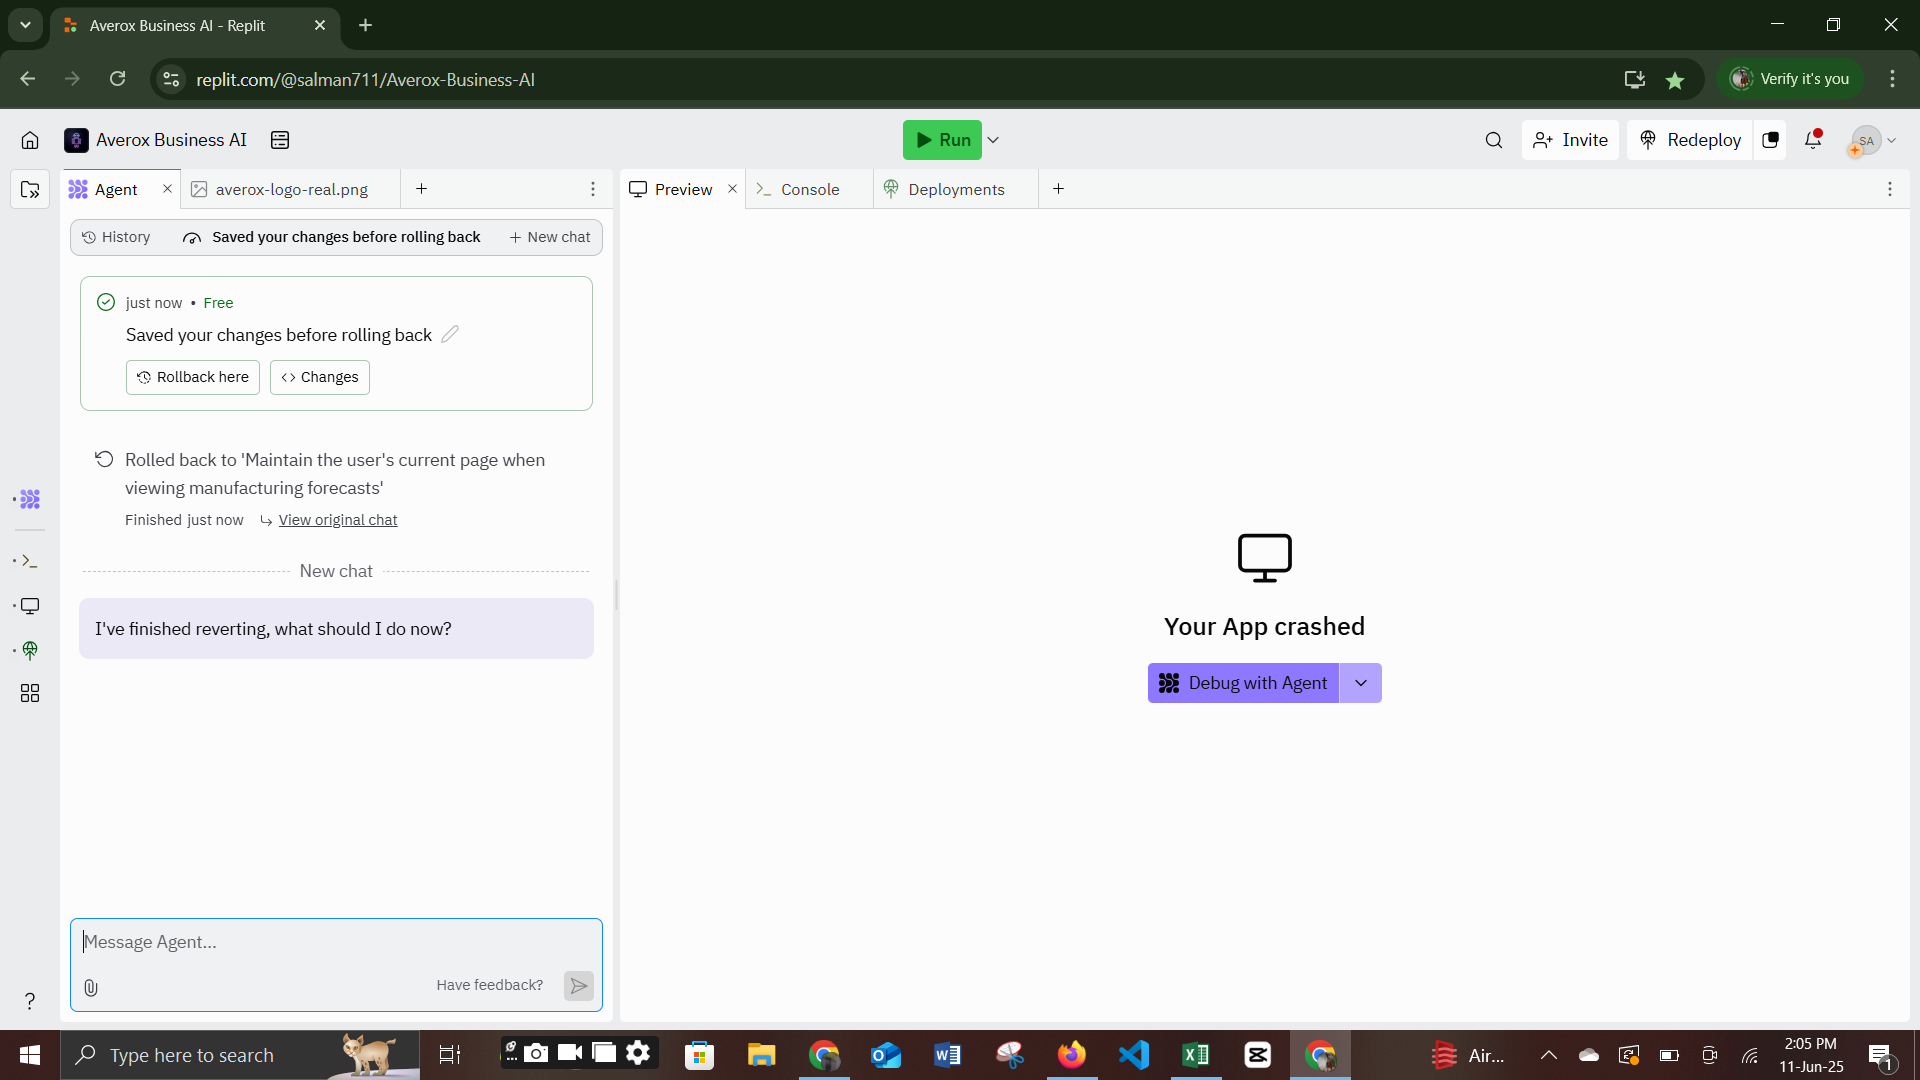 Averox Business AI - Replit
replit.com/@salman711/Averox-Business-AI
Verify it's you
Averox Business AI
Run
Invite
Redeploy
SA
Agent
averox-logo-real.png
Preview
Console
Deployments
History
Saved your changes before rolling back
New chat
just now • Free
Saved your changes before rolling back
Rollback here
Changes
Rolled back to 'Maintain the user's current page when
viewing manufacturing forecasts'
Finished just now
View original chat
New chat
I've finished reverting, what should I do now?
Your App crashed
Debug with Agent
Message Agent...
Have feedback?
Type here to search
Air...
2:05 PM
11-Jun-25
1